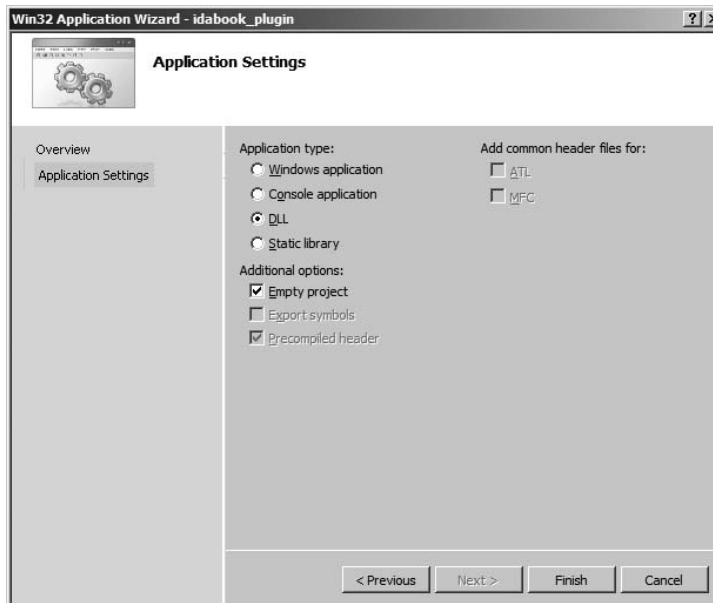 Win32 Application Wizard - idabook_plugin
Application Settings
Overview
Application Settings
Application type:
Windows application
Console application
DLL
Static library
Additional options:
Empty project
Export symbols
Precompiled header
Add common header files for:
ATL
MFC
< Previous
Next >
Finish
Cancel